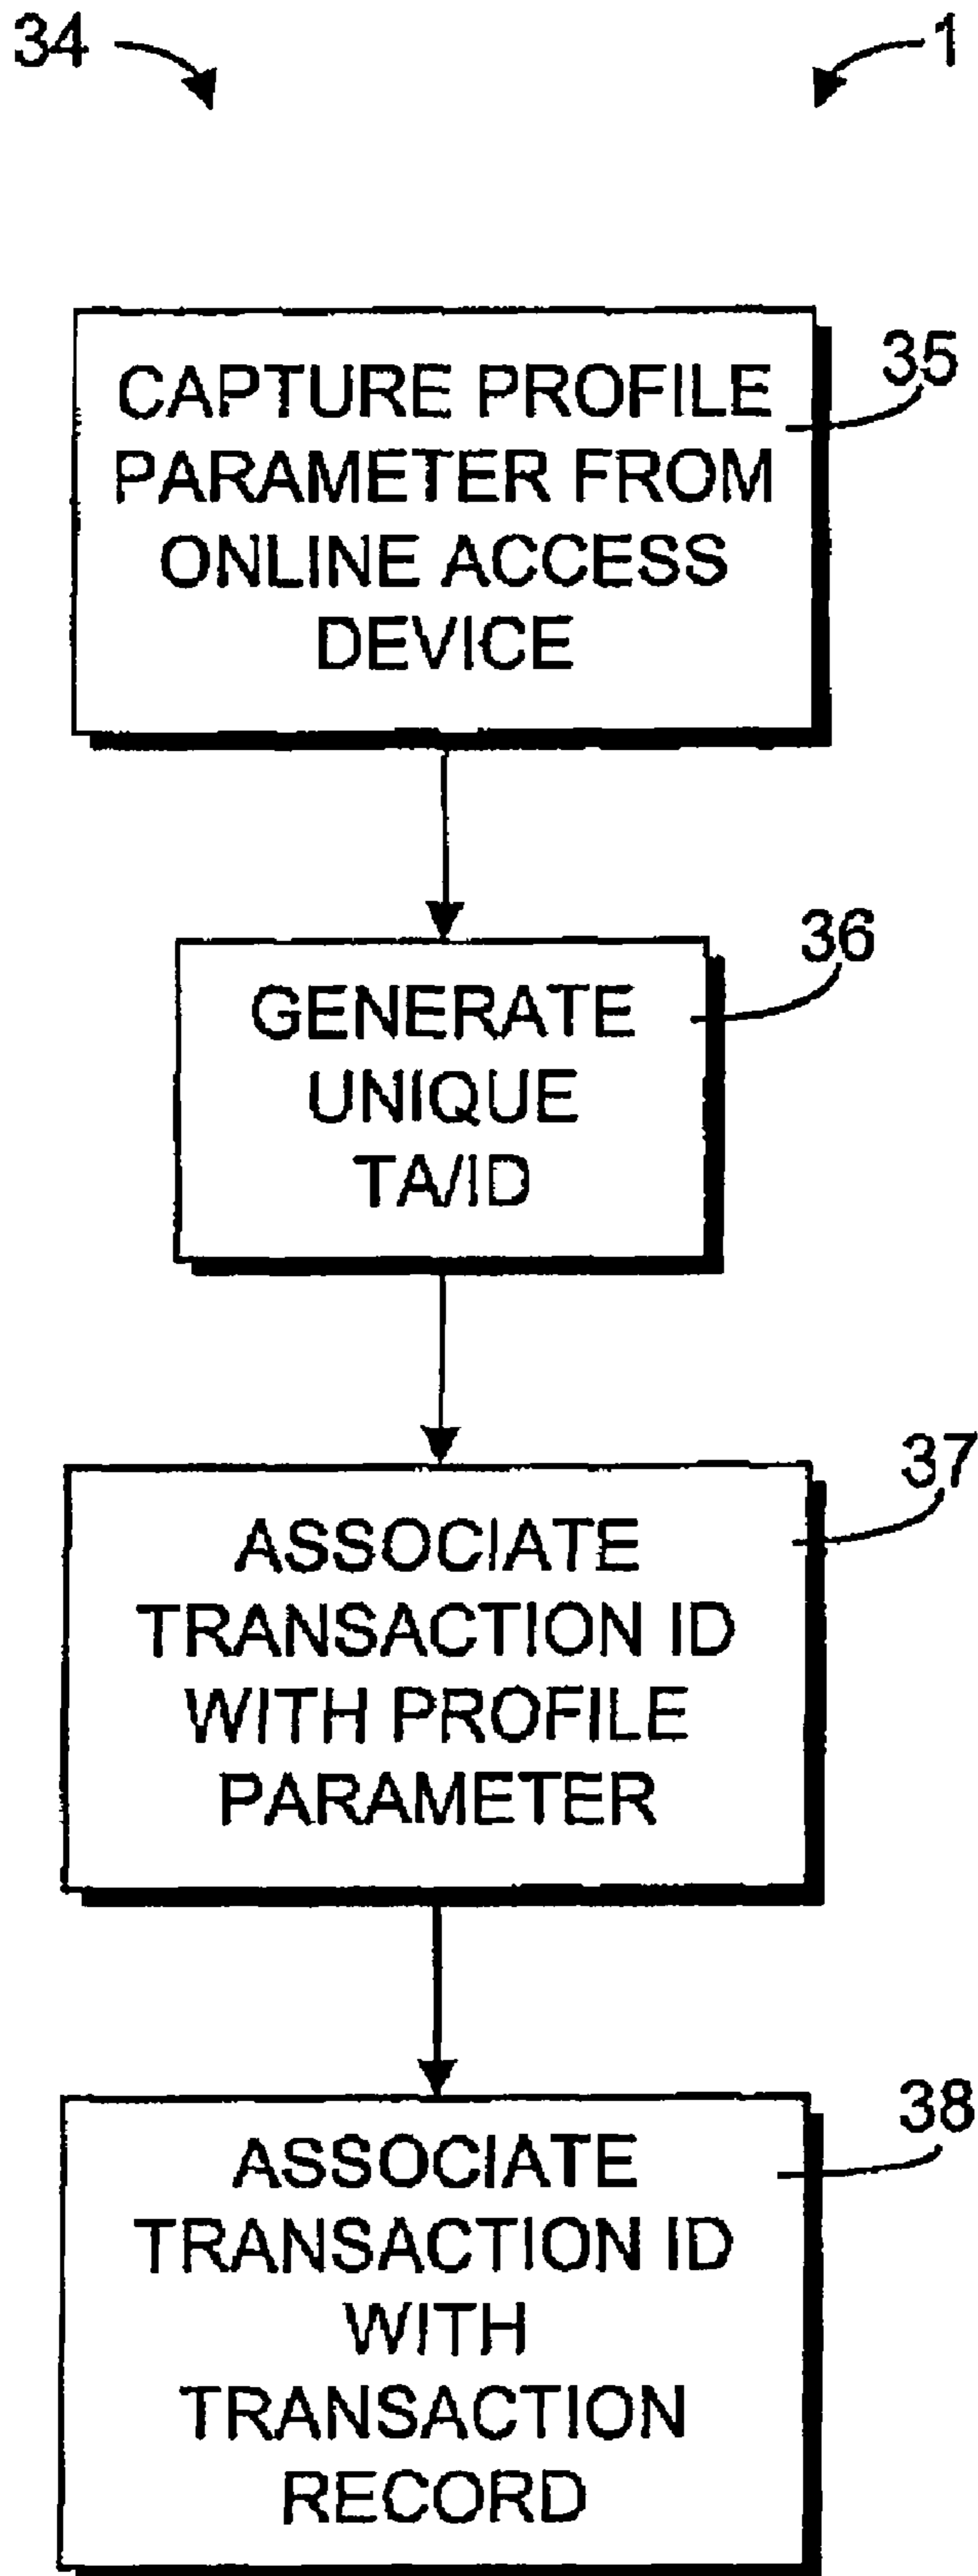 34
1
CAPTURE PROFILE
PARAMETER FROM
ONLINE ACCESS
DEVICE
35
GENERATE
UNIQUE
TA/ID
36
ASSOCIATE
TRANSACTION ID
WITH PROFILE
PARAMETER
37
ASSOCIATE
TRANSACTION ID
WITH
TRANSACTION
RECORD
38